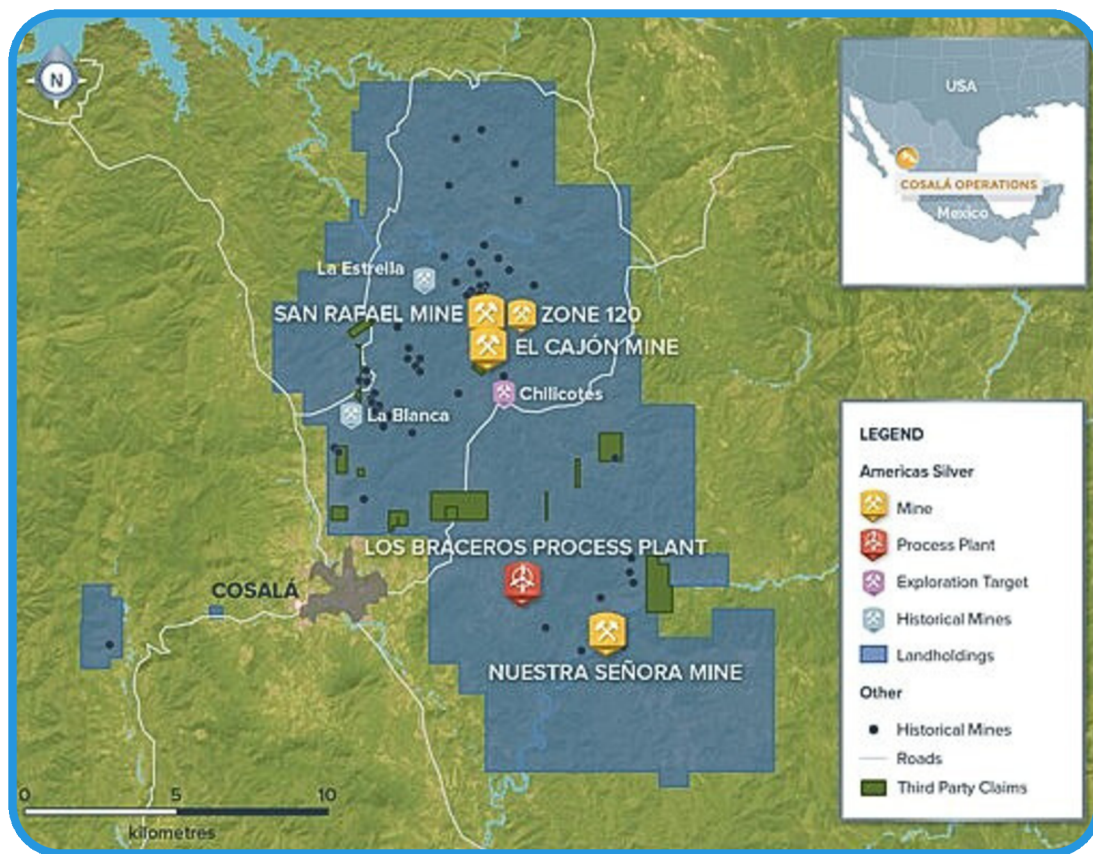 N
USA
COSALÁ OPERATIONS
Mexico
La Estrella
SAN RAFAEL MINE
ZONE 120
EL CAJÓN MINE
Chilicotes
La Blanca
LOS BRACEROS PROCESS PLANT
COSALÁ
NUESTRA SEÑORA MINE
LEGEND
Americas Silver
Mine
Process Plant
Exploration Target
Historical Mines
Landholdings
Other
Historical Mines
Roads
Third Party Claims
0 5 10
kilometres